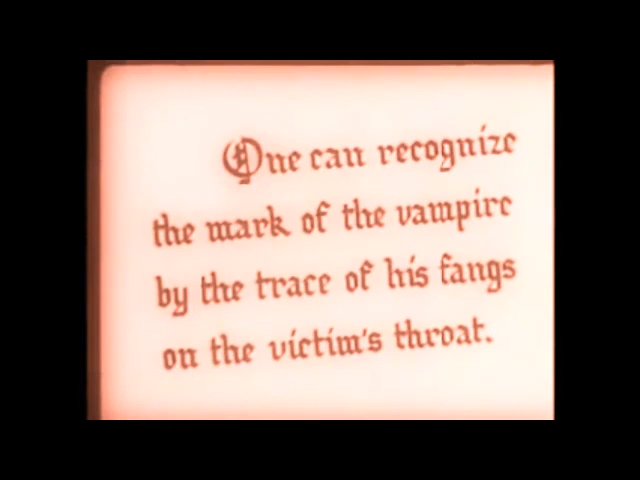 One can recognize
the mark of the vampire
by the trace of his fangs
on the victim's throat.